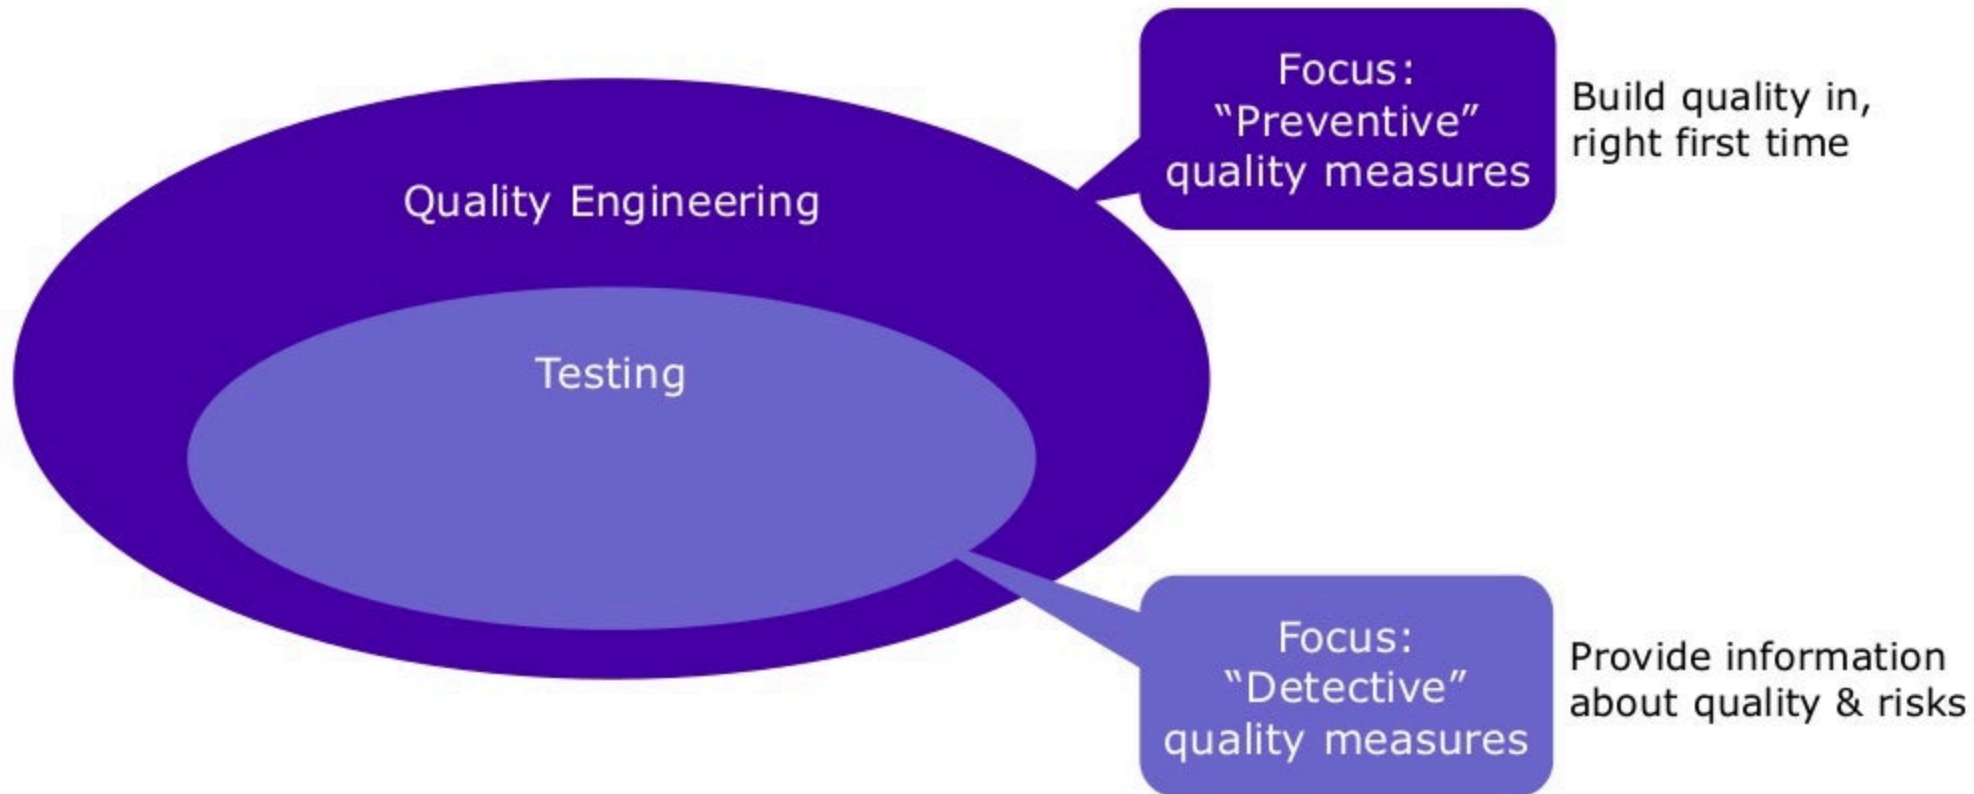 Quality Engineering
Testing
Focus:
“Preventive”
quality measures
Build quality in,
right first time
Focus:
“Detective”
quality measures
Provide information
about quality & risks